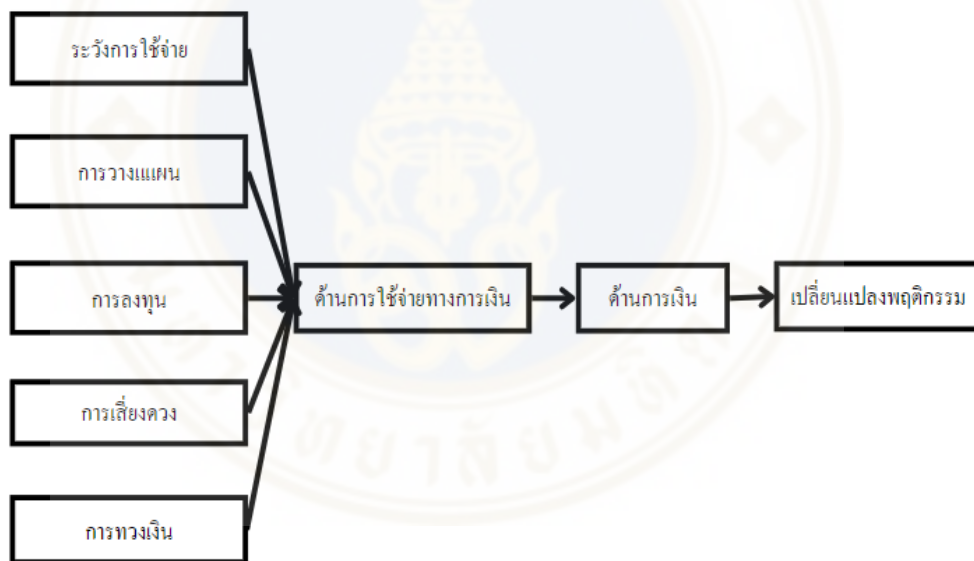 ระวังการใช้จ่าย
การวางแผน
การลงทุน
การเสี่ยงดวง
การทวงเงิน
ด้านการใช้จ่ายทางการเงิน
ด้านการเงิน
เปลี่ยนแปลงพฤติกรรม